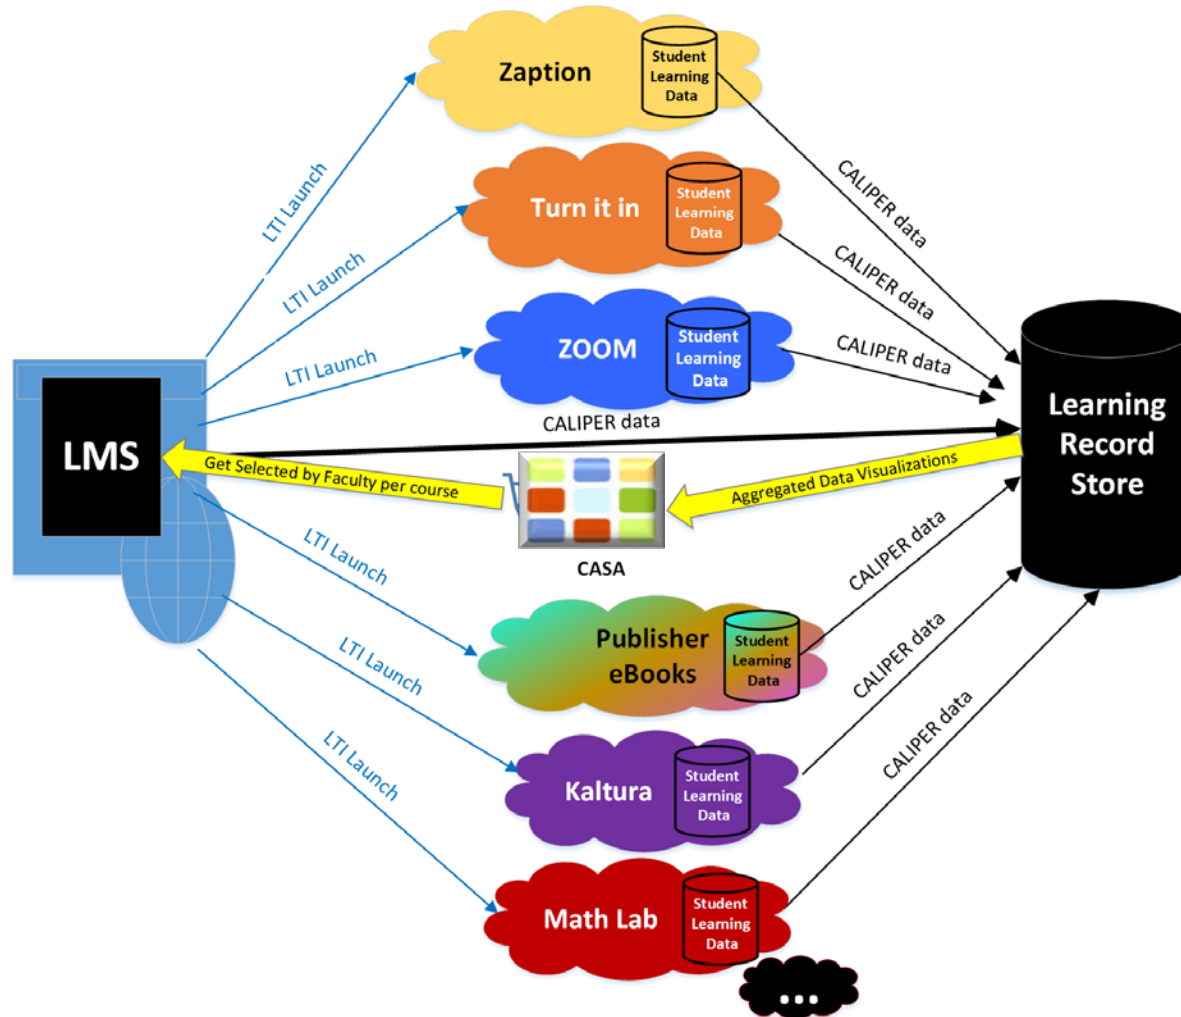 Zaption
Student
Learning
Data
LTI Launch
CALIPER data
Turn it in
Student
Learning
Data
LTI Launch
CALIPER data
ZOOM
Student
Learning
Data
LTI Launch
CALIPER data
LMS
CALIPER data
Get Selected by Faculty per course
Aggregated Data Visualizations
CASA
Learning
Record
Store
LTI Launch
Publisher
eBooks
Student
Learning
Data
CALIPER data
LTI Launch
Kaltura
Student
Learning
Data
CALIPER data
LTI Launch
Math Lab
Student
Learning
Data
CALIPER data
...